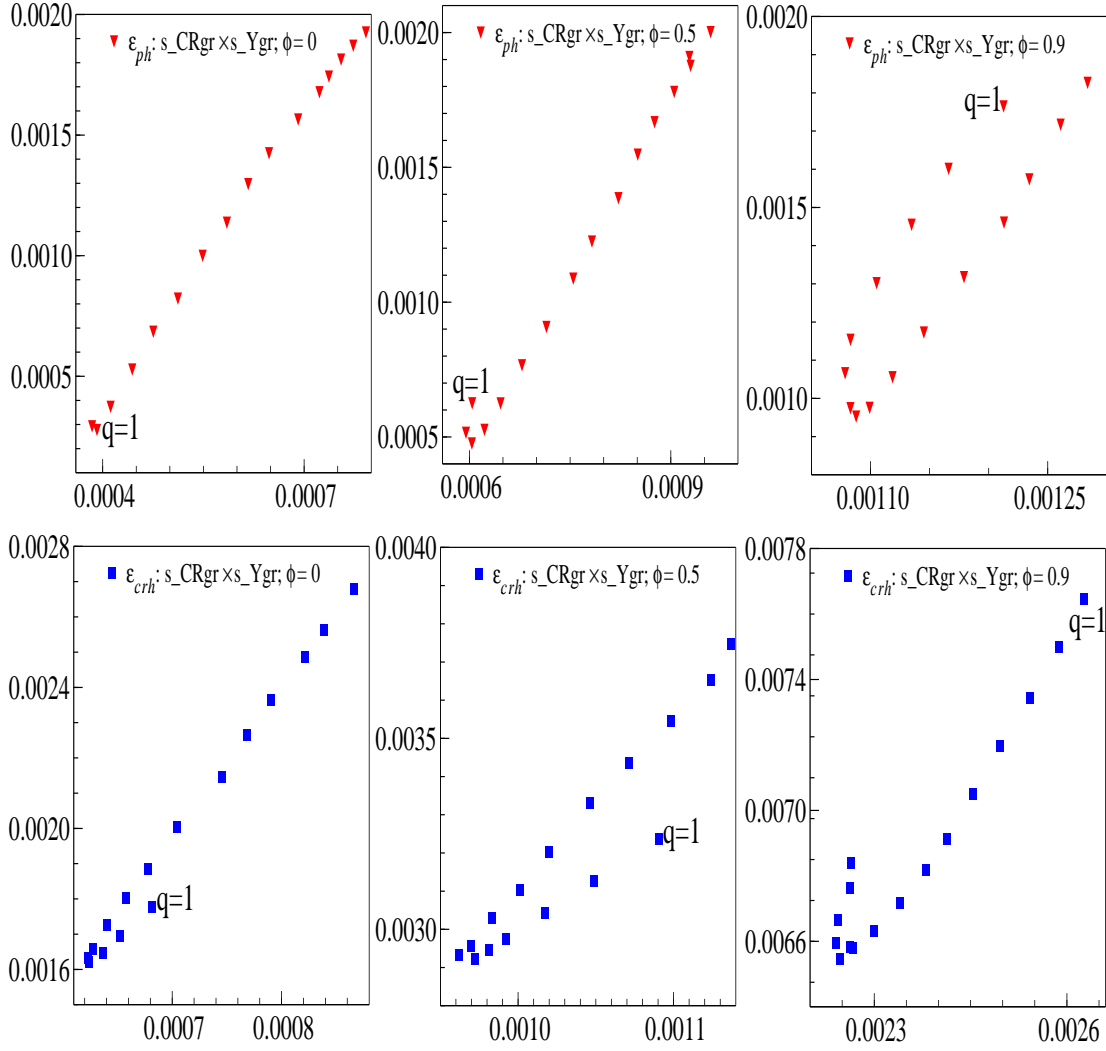 0.0020
ε_ph: s_CRgr×s_Ygr; ϕ= 0
0.0015
0.0010
0.0005
q=1
0.0004 0.0007
0.0020
ε_ph: s_CRgr×s_Ygr; ϕ= 0.5
0.0015
0.0010
q=1
0.0005
0.0006 0.0009
0.0020
ε_ph: s_CRgr×s_Ygr; ϕ= 0.9
q=1
0.0015
0.0010
0.00110 0.00125
0.0028
ε_crh: s_CRgr×s_Ygr; ϕ= 0
0.0024
0.0020
q=1
0.0016
0.0007 0.0008
0.0040
ε_crh: s_CRgr×s_Ygr; ϕ= 0.5
0.0035
q=1
0.0030
0.0010 0.0011
0.0078
ε_crh: s_CRgr×s_Ygr; ϕ= 0.9
q=1
0.0074
0.0070
0.0066
0.0023 0.0026